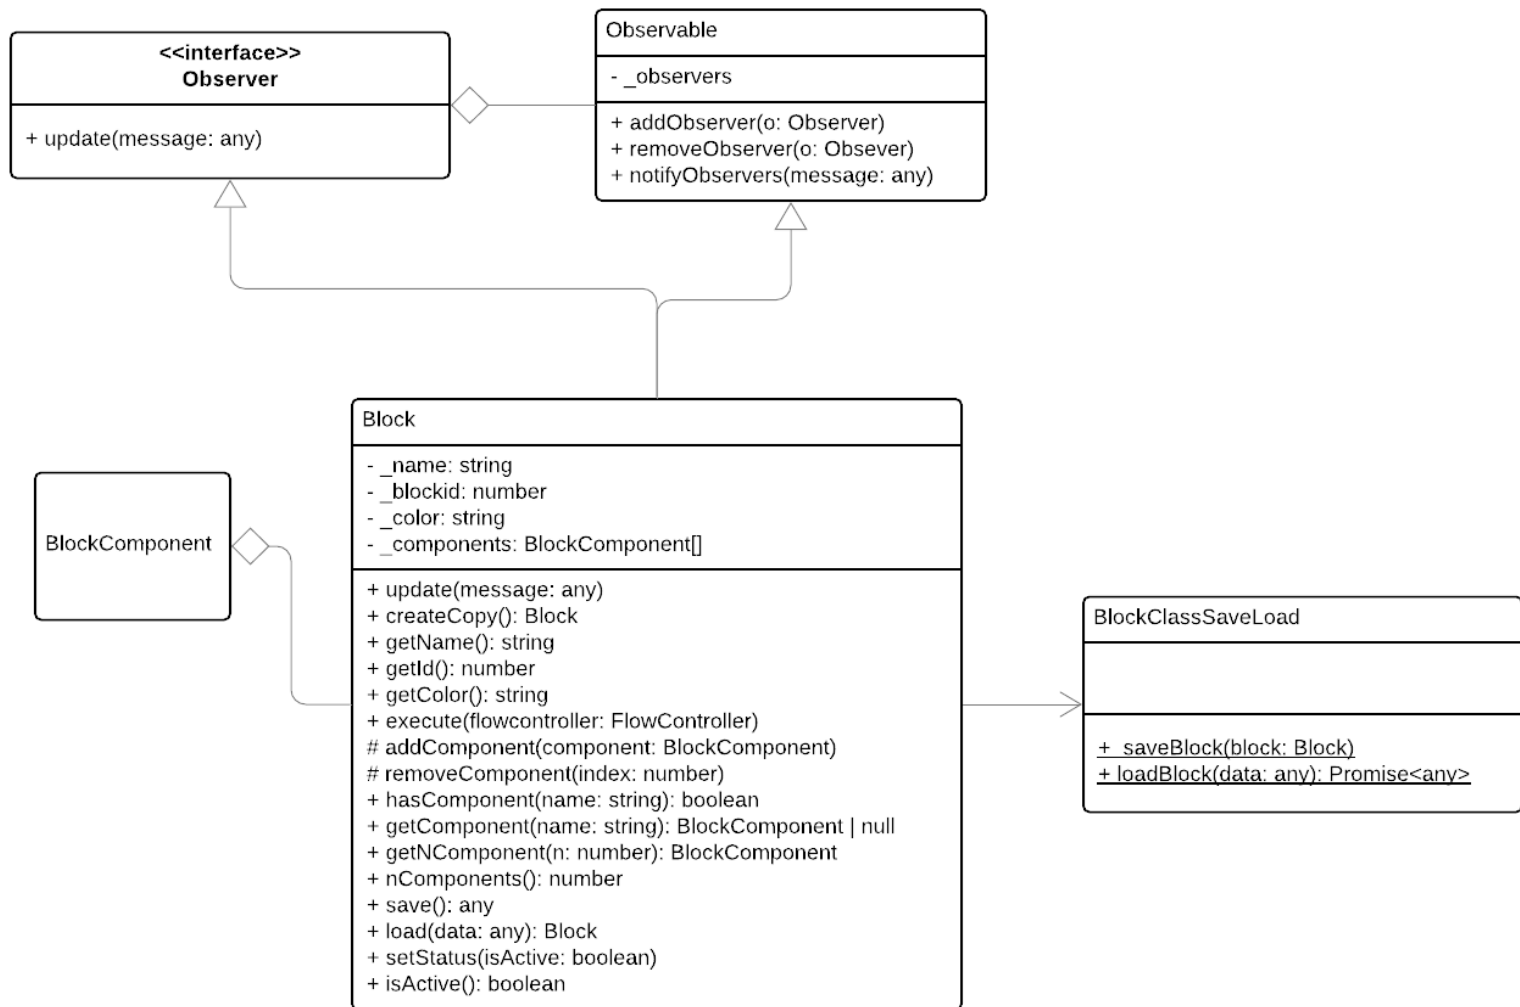 <<interface>>
Observer
+ update(message: any)
Observable
- _observers
+ addObserver(o: Observer)
+ removeObserver(o: Obsever)
+ notifyObservers(message: any)
Block
- _name: string
- _blockid: number
- _color: string
- _components: BlockComponent[]
+ update(message: any)
+ createCopy(): Block
+ getName(): string
+ getId(): number
+ getColor(): string
+ execute(flowcontroller: FlowController)
# addComponent(component: BlockComponent)
# removeComponent(index: number)
+ hasComponent(name: string): boolean
+ getComponent(name: string): BlockComponent | null
+ getNComponent(n: number): BlockComponent
+ nComponents(): number
+ save(): any
+ load(data: any): Block
+ setStatus(isActive: boolean)
+ isActive(): boolean
BlockComponent
BlockClassSaveLoad
+ saveBlock(block: Block)
+ loadBlock(data: any): Promise<any>